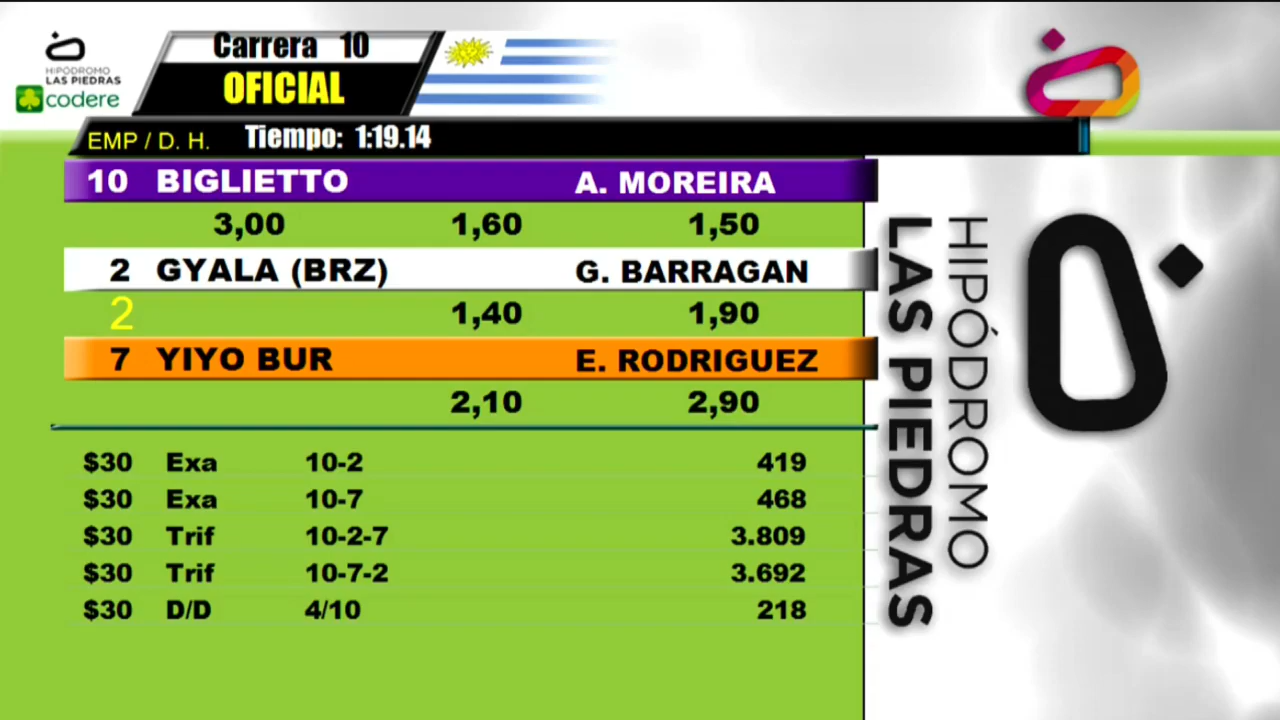 HIPÓDROMO
LAS PIEDRAS
codere
Carrera 10
OFICIAL
EMP / D. H. Tiempo: 1:19.14
10 BIGLIETTO A. MOREIRA
3,00 1,60 1,50
2 GYALA (BRZ) G. BARRAGAN
2 1,40 1,90
7 YIYO BUR E. RODRIGUEZ
2,10 2,90
$30 Exa 10-2 419
$30 Exa 10-7 468
$30 Trif 10-2-7 3.809
$30 Trif 10-7-2 3.692
$30 D/D 4/10 218
HIPÓDROMO
LAS PIEDRAS